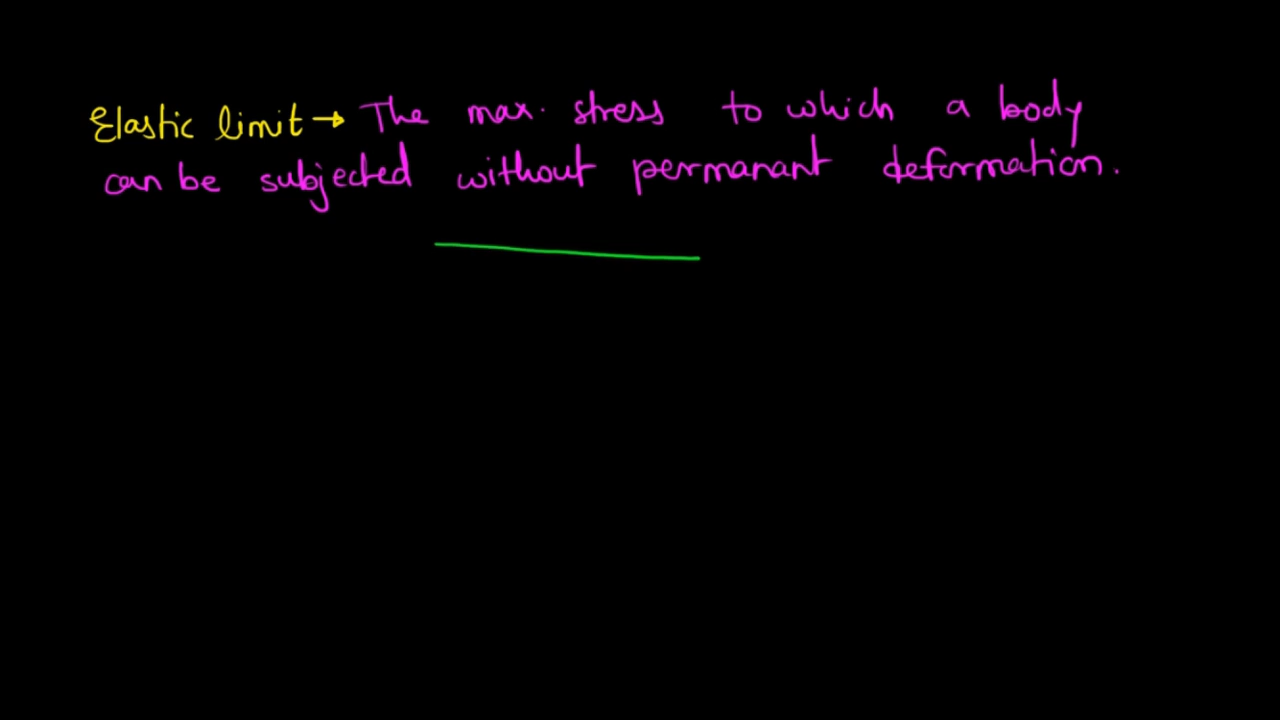 Elastic limit → The max. stress to which a body
can be subjected without permanant deformation.